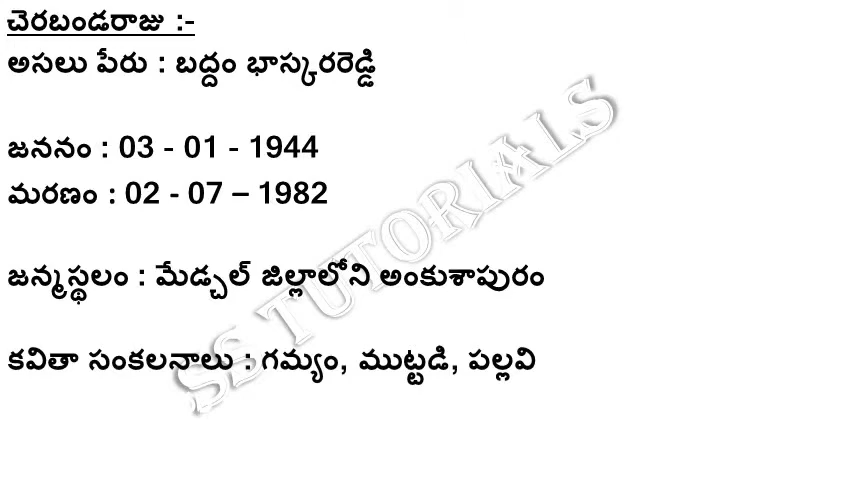 చెరబండరాజు :-
అసలు పేరు : బద్దం భాస్కరరెడ్డి
జననం : 03 - 01 - 1944
మరణం : 02 - 07 – 1982
జన్మస్థలం : మేడ్చల్ జిల్లాలోని అంకుశాపురం
కవితా సంకలనాలు : గమ్యం, ముట్టడి, పల్లవి
SS TUTORIALS